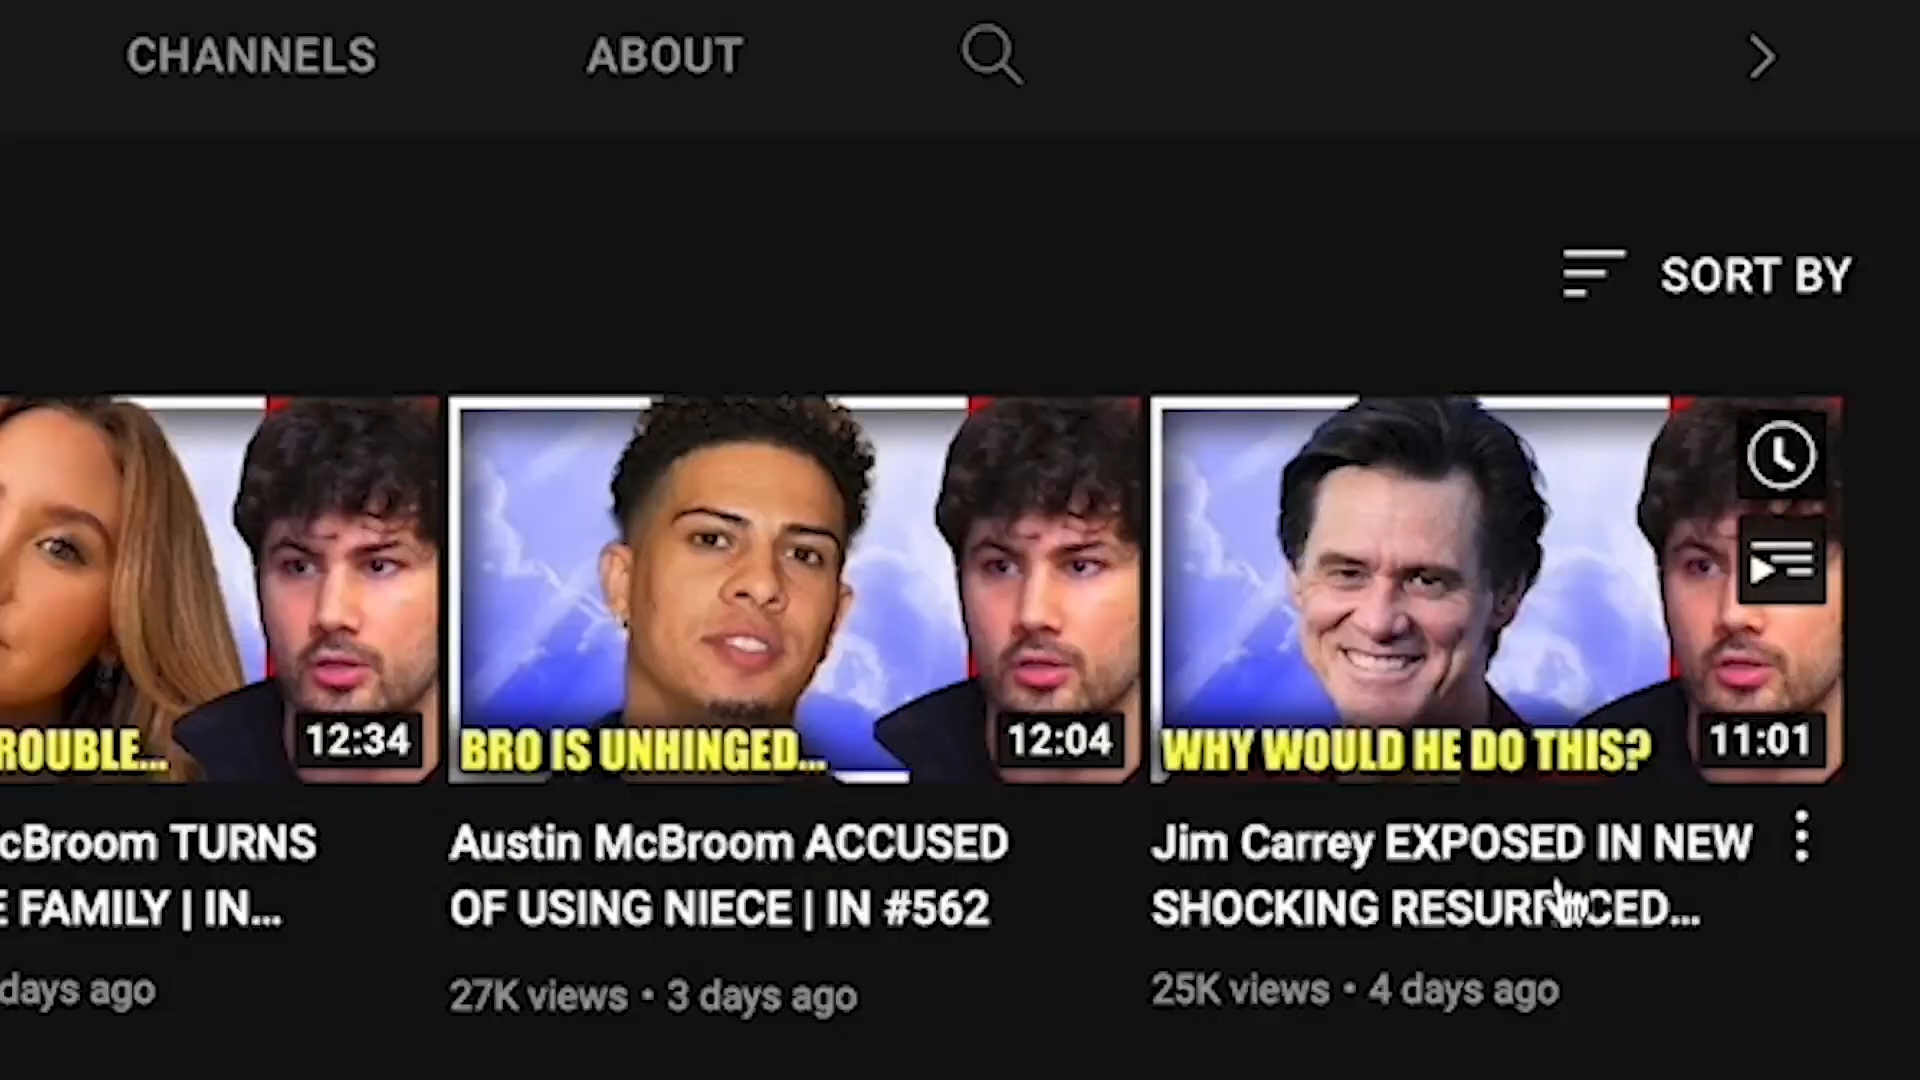 CHANNELS ABOUT
SORT BY
ROUBLE...
12:34
BRO IS UNHINGED...
12:04
WHY WOULD HE DO THIS?
11:01
cBroom TURNS
E FAMILY | IN...
days ago
Austin McBroom ACCUSED
OF USING NIECE | IN #562
27K views • 3 days ago
Jim Carrey EXPOSED IN NEW
SHOCKING RESURFACED...
25K views • 4 days ago